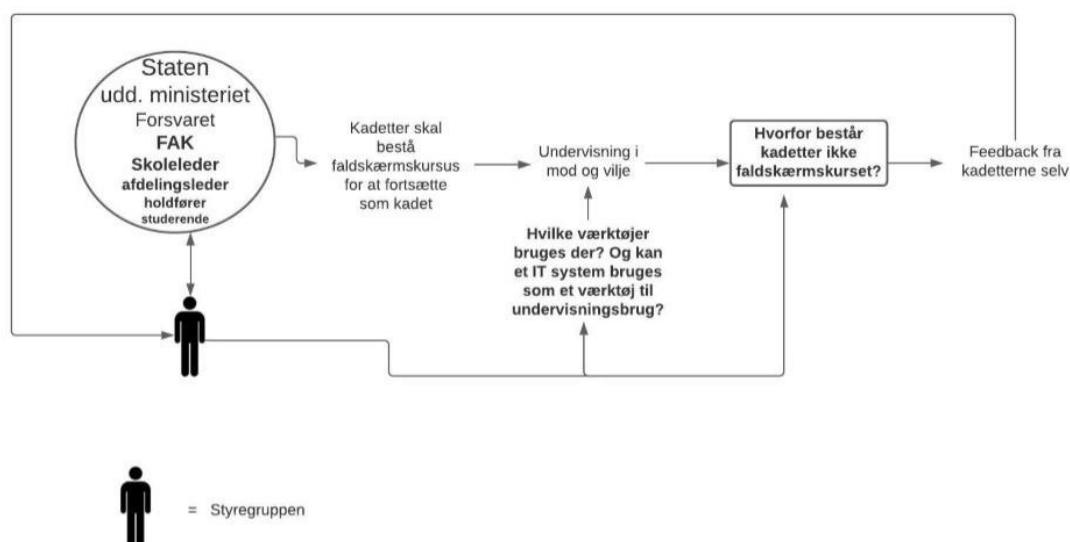 Staten
udd. ministeriet
Forsvaret
FAK
Skoleleder
afdelingsleder
holdfører
studerende
Kadetter skal
bestå
faldskærmskursus
for at fortsætte
som kadet
Undervisning i
mod og vilje
Hvilke værktøjer
bruges der? Og kan
et IT system bruges
som et værktøj til
undervisningsbrug?
Hvorfor består
kadetter ikke
faldskærmskurset?
Feedback fra
kadetterne selv
= Styregruppen